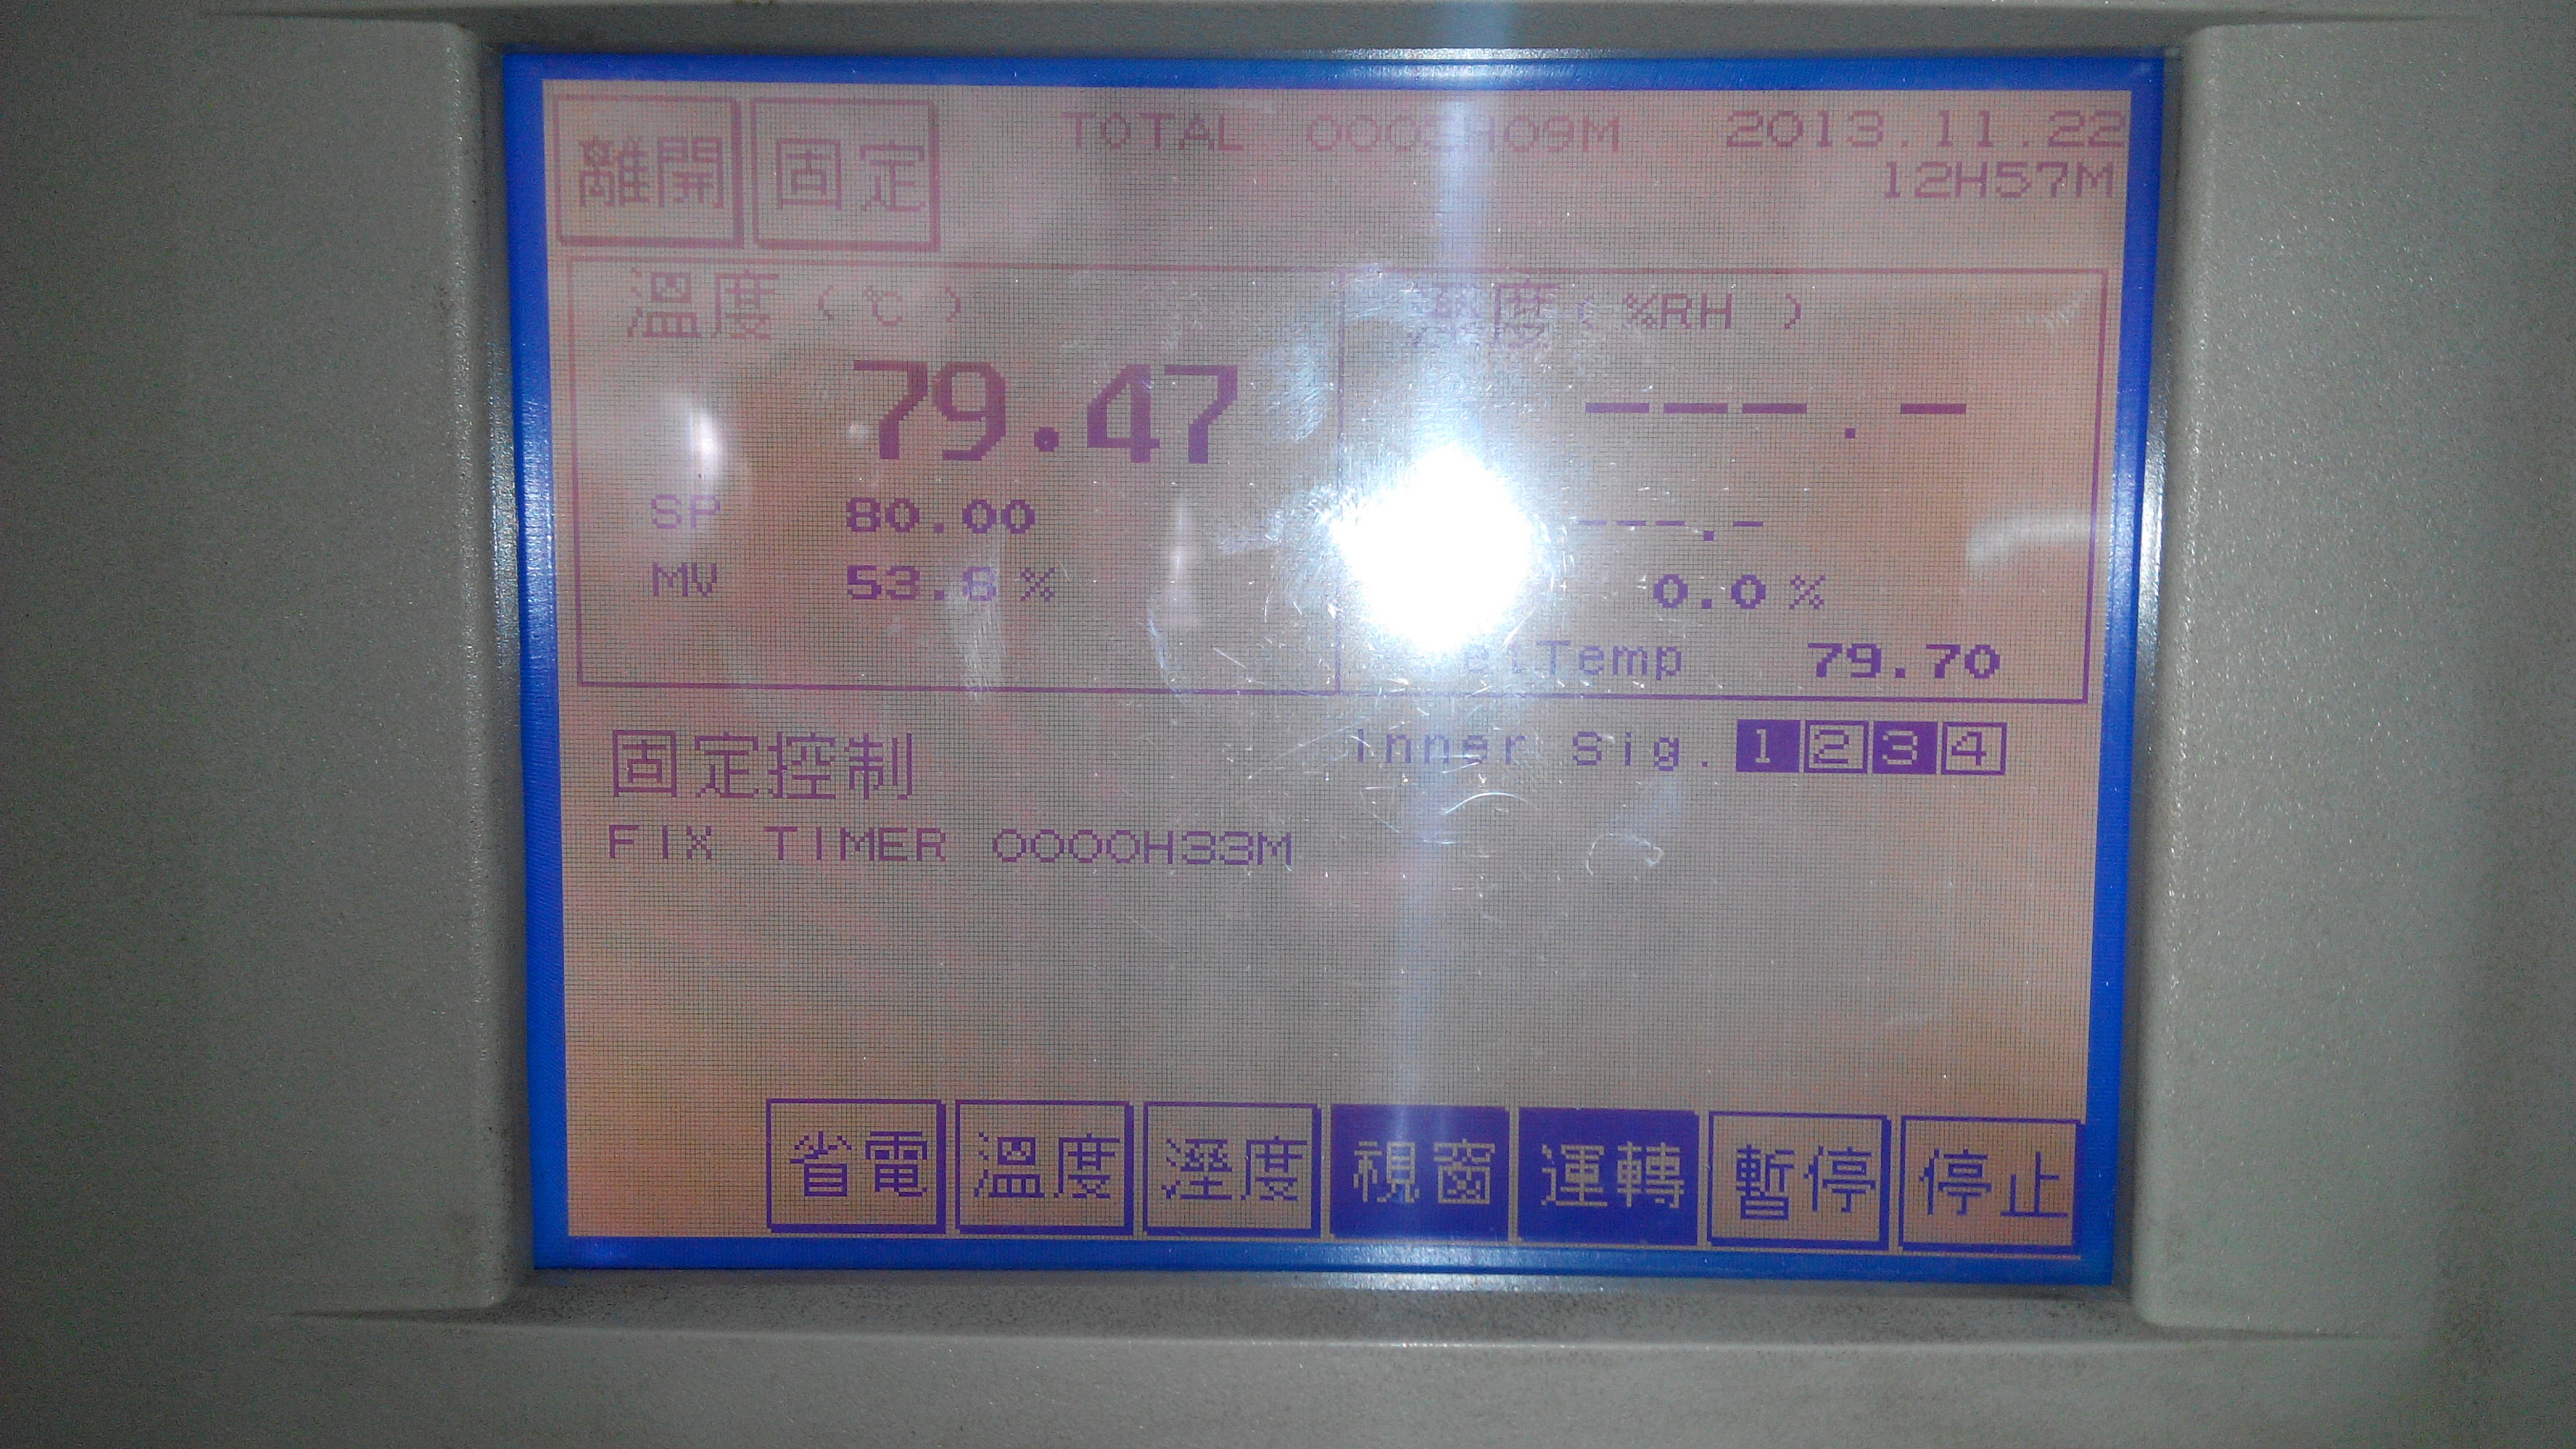 離開 固定 TOTAL 2013.11.22
12H57M
溫度 (℃) 度 (%RH )
79.47 ---.-
SP 80.00 ---.-
MV 53.6 % 0.0 %
Temp 79.70
固定控制 Inner Sig. 1 2 3 4
FIX TIMER 0000H33M
省電 溫度 溼度 視窗 運轉 暫停 停止